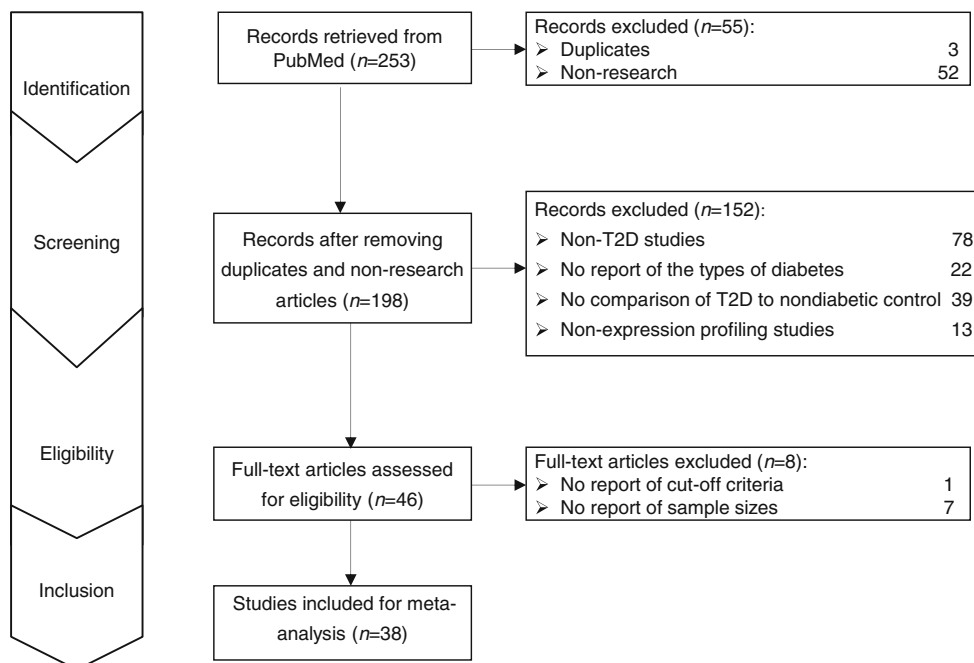 Identification
Records retrieved from
PubMed (n=253)
Records excluded (n=55):
➢ Duplicates 3
➢ Non-research 52
Screening
Records after removing
duplicates and non-research
articles (n=198)
Records excluded (n=152):
➢ Non-T2D studies 78
➢ No report of the types of diabetes 22
➢ No comparison of T2D to nondiabetic control 39
➢ Non-expression profiling studies 13
Eligibility
Full-text articles assessed
for eligibility (n=46)
Full-text articles excluded (n=8):
➢ No report of cut-off criteria 1
➢ No report of sample sizes 7
Inclusion
Studies included for meta-
analysis (n=38)